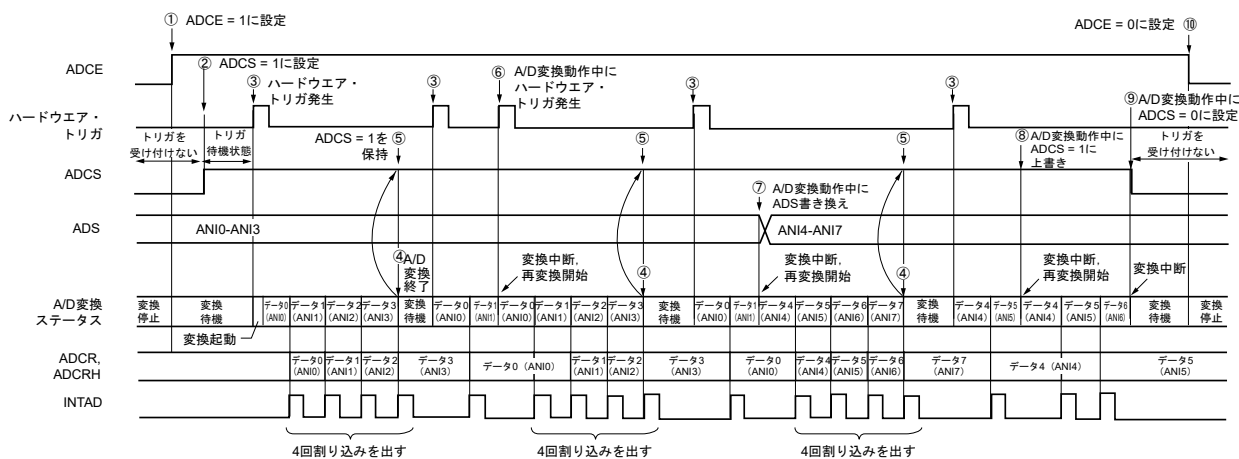 ① ADCE = 1に設定
ADCE = 0に設定 ⑩
ADCE
② ADCS = 1に設定
③ ハードウエア・
トリガ発生
③
⑥ A/D変換動作中に
ハードウエア・
トリガ発生
③
③
⑨ A/D変換動作中に
ADCS = 0に設定
ハードウエア・
トリガ
トリガを
受け付けない
トリガ
待機状態
ADCS = 1を
保持
⑤
⑤
⑤
⑧ A/D変換動作中に
ADCS = 1に
上書き
トリガを
受け付けない
ADCS
⑦ A/D変換動作中に
ADS書き換え
ADS
ANI0-ANI3
ANI4-ANI7
④ A/D
変換
終了
変換中断,
再変換開始
④
変換中断,
再変換開始
④
変換中断,
再変換開始
変換中断
A/D変換
ステータス
変換
停止
変換
待機
変換起動
データ0
(ANI0)
データ1
(ANI1)
データ2
(ANI2)
データ3
(ANI3)
変換
待機
データ0
(ANI0)
データ1
(ANI1)
データ0
(ANI0)
データ1
(ANI1)
データ2
(ANI2)
データ3
(ANI3)
変換
待機
データ0
(ANI0)
データ1
(ANI1)
データ4
(ANI4)
データ5
(ANI5)
データ6
(ANI6)
データ7
(ANI7)
変換
待機
データ4
(ANI4)
データ5
(ANI5)
データ4
(ANI4)
データ5
(ANI5)
データ6
(ANI6)
変換
待機
変換
停止
ADCR,
ADCRH
データ0
(ANI0)
データ1
(ANI1)
データ2
(ANI2)
データ3
(ANI3)
データ0 (ANI0)
データ1
(ANI1)
データ2
(ANI2)
データ3
(ANI3)
データ0
(ANI0)
データ4
(ANI4)
データ5
(ANI5)
データ6
(ANI6)
データ7
(ANI7)
データ4 (ANI4)
データ5
(ANI5)
INTAD
4回割り込みを出す
4回割り込みを出す
4回割り込みを出す